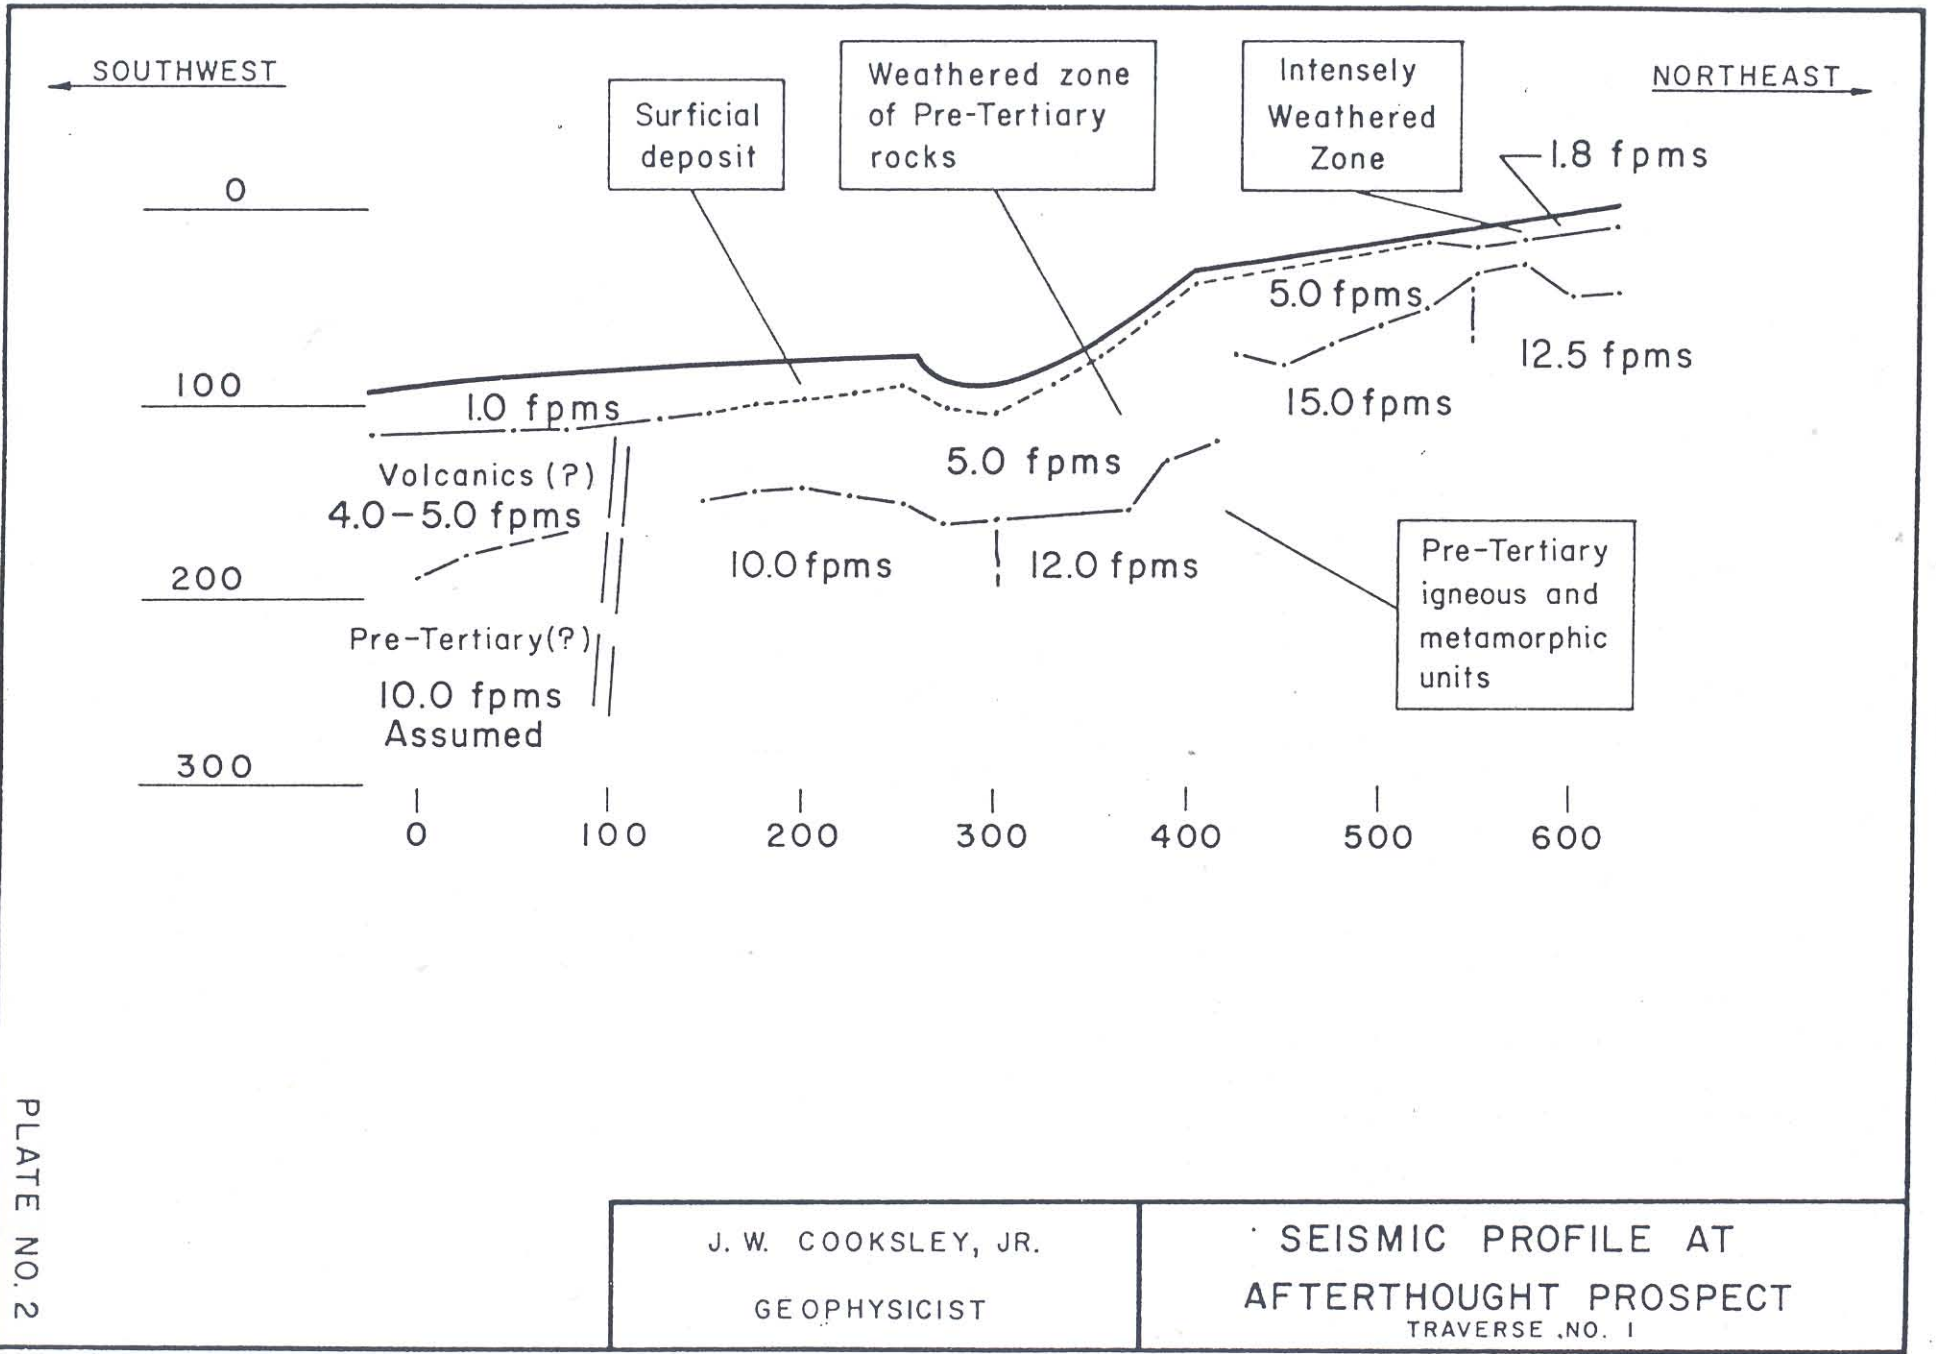 SOUTHWEST
NORTHEAST
Surficial
deposit
Weathered zone
of Pre-Tertiary
rocks
Intensely
Weathered
Zone
1.8 fpms
0
100
200
300
1.0 fpms
Volcanics (?)
4.0-5.0 fpms
Pre-Tertiary(?)
10.0 fpms
Assumed
10.0 fpms
5.0 fpms
12.0 fpms
5.0 fpms
15.0 fpms
12.5 fpms
Pre-Tertiary
igneous and
metamorphic
units
0
100
200
300
400
500
600
PLATE NO. 2
J. W. COOKSLEY, JR.
GEOPHYSICIST
SEISMIC PROFILE AT
AFTERTHOUGHT PROSPECT
TRAVERSE NO. 1